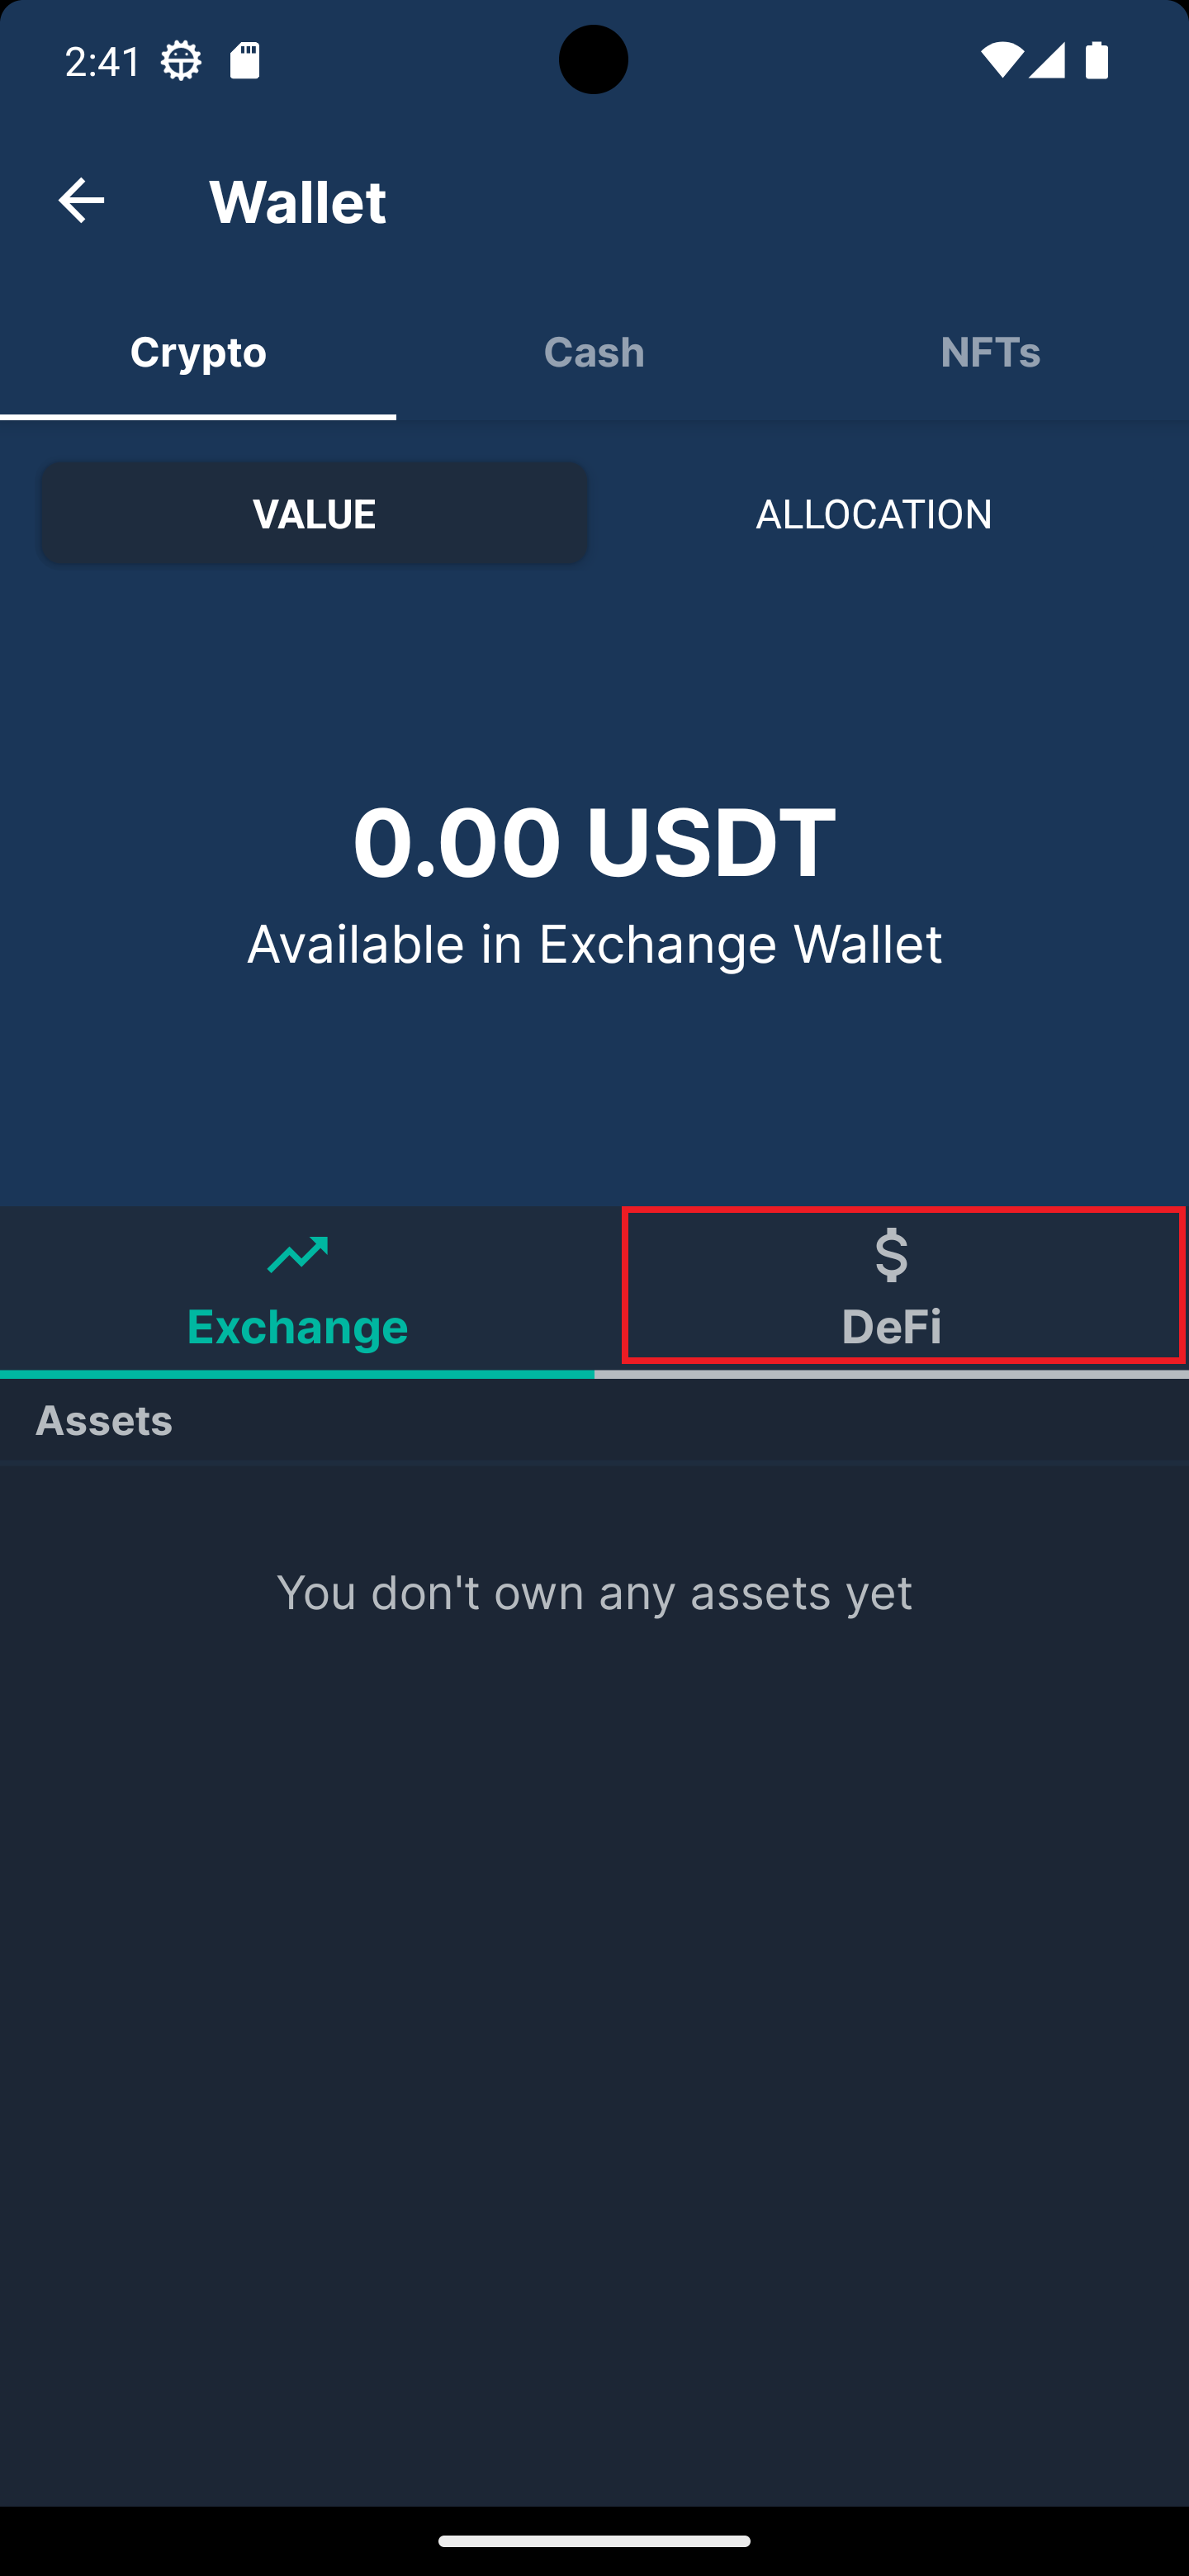 2:41
Wallet
Crypto Cash NFTs
VALUE ALLOCATION
0.00 USDT
Available in Exchange Wallet
Exchange DeFi
Assets
You don't own any assets yet